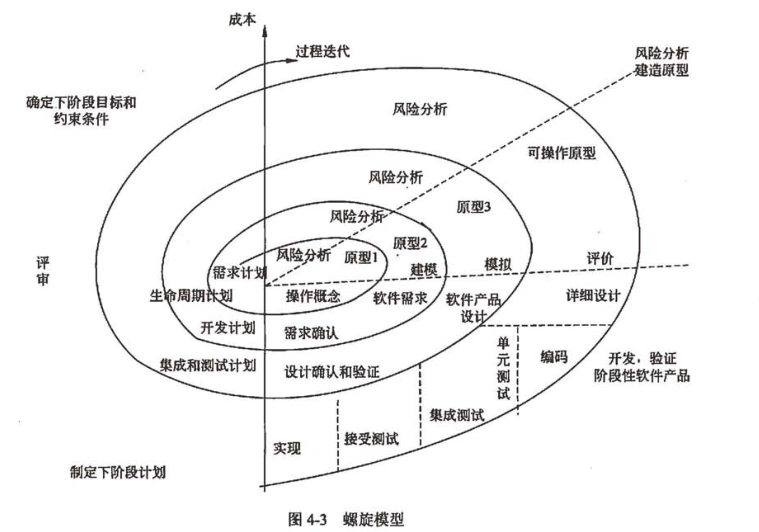 成本
过程迭代
风险分析
建造原型
确定下阶段目标和
约束条件
风险分析
可操作原型
风险分析
风险分析
原型3
原型2
风险分析
原型1
评
审
需求计划
建模
模拟
评价
生命周期计划
操作概念
软件需求
软件产品
设计
详细设计
开发计划
需求确认
集成和测试计划
设计确认和验证
单
元
测
试
编码
开发，验证
阶段性软件产品
集成测试
接受测试
实现
制定下阶段计划
图 4-3 螺旋模型